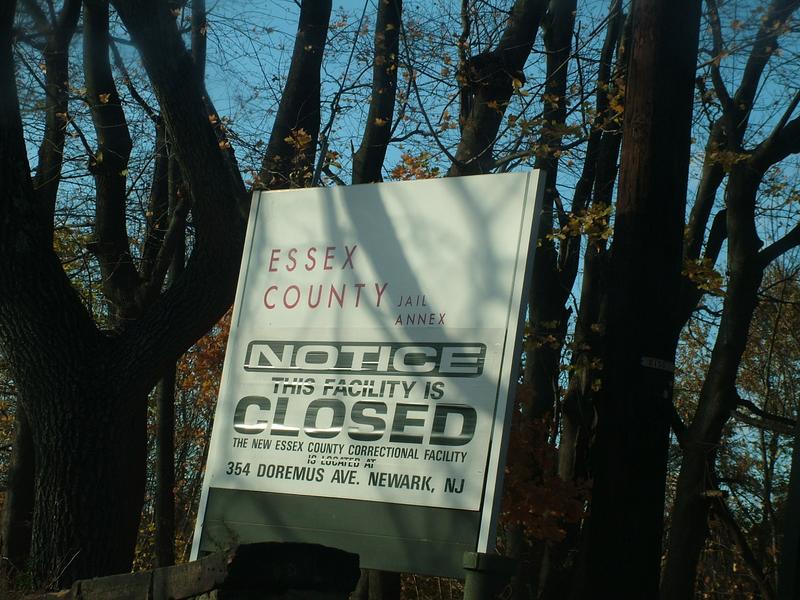 ESSEX
COUNTY JAIL
ANNEX
NOTICE
THIS FACILITY IS
CLOSED
THE NEW ESSEX COUNTY CORRECTIONAL FACILITY
IS LOCATED AT
354 DOREMUS AVE. NEWARK, NJ